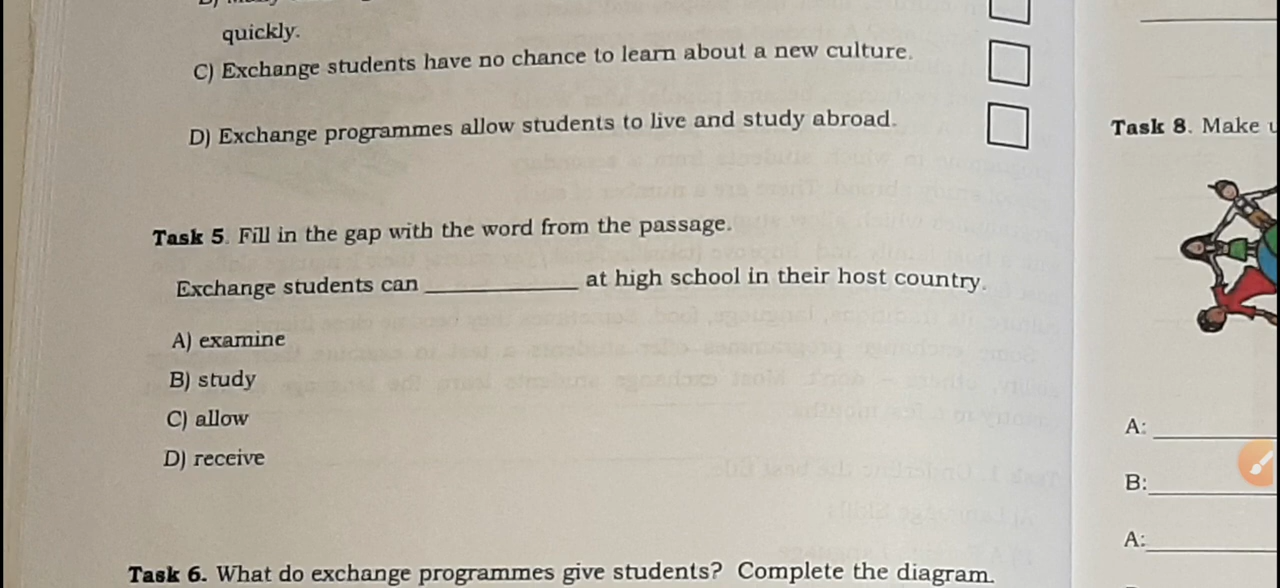 quickly.
C) Exchange students have no chance to learn about a new culture.
D) Exchange programmes allow students to live and study abroad.
Task 5. Fill in the gap with the word from the passage.
Exchange students can ____________ at high school in their host country.
A) examine
B) study
C) allow
D) receive
Task 6. What do exchange programmes give students? Complete the diagram.
Task 8. Make
A:
B:
A: